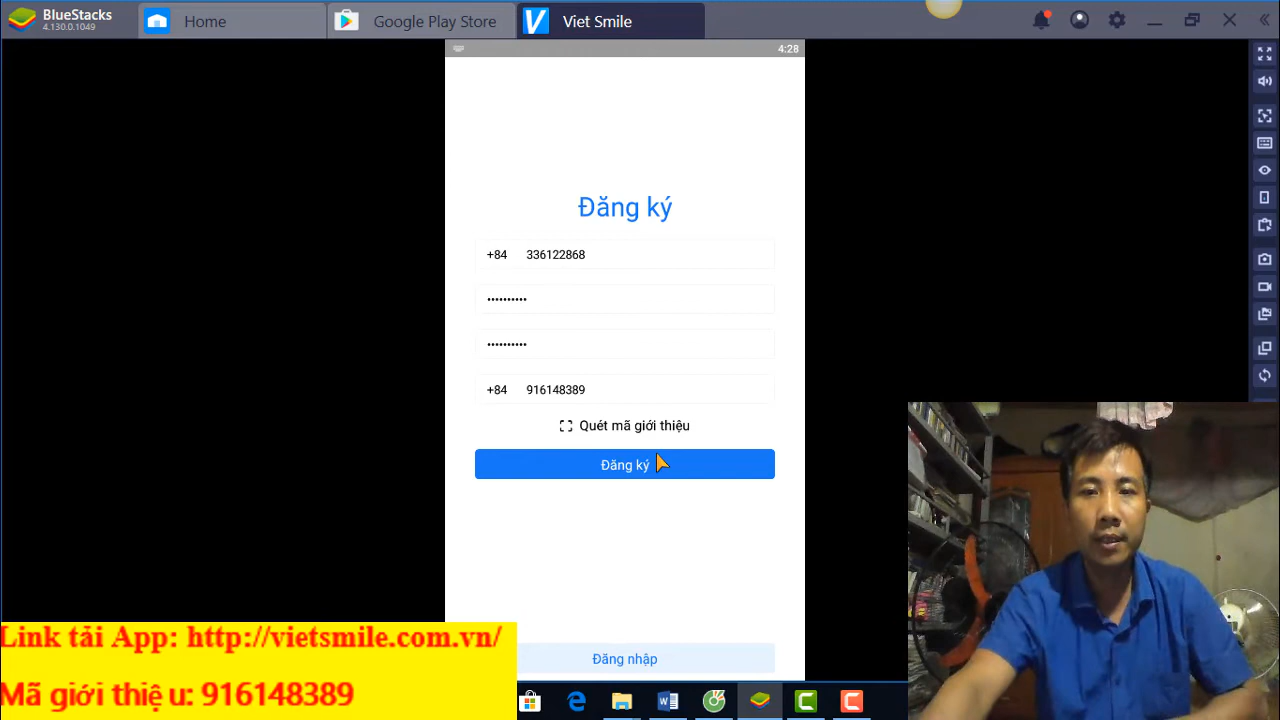 BlueStacks
4.130.0.1049
Home
Google Play Store
Viet Smile
4:28
Đăng ký
+84 336122868
••••••••••
••••••••••
+84 916148389
Quét mã giới thiệu
Đăng ký
Đăng nhập
Link tải App: http://vietsmile.com.vn/
Mã giới thiệ u: 916148389